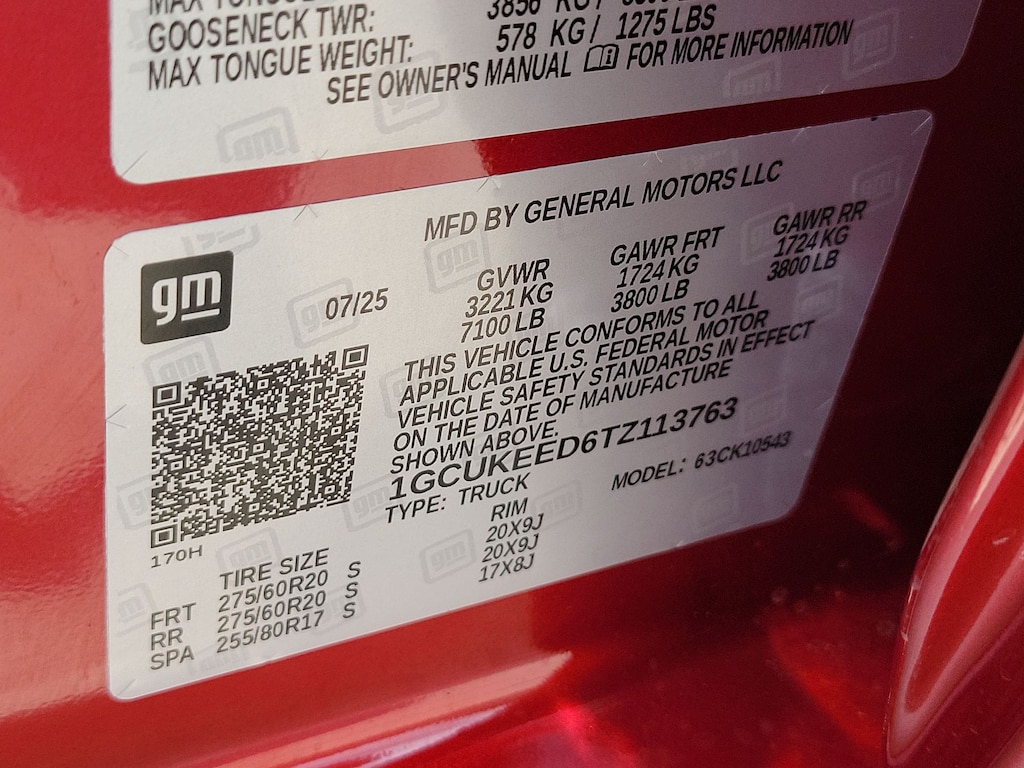 MAX TONGUE
3856 KG/
GOOSENECK TWR:
578 KG/ 1275 LBS
MAX TONGUE WEIGHT:
SEE OWNER'S MANUAL FOR MORE INFORMATION
gm
MFD BY GENERAL MOTORS LLC
07/25
GVWR GAWR FRT GAWR RR
3221 KG 1724 KG 1724 KG
7100 LB 3800 LB 3800 LB
THIS VEHICLE CONFORMS TO ALL
APPLICABLE U.S. FEDERAL MOTOR
VEHICLE SAFETY STANDARDS IN EFFECT
ON THE DATE OF MANUFACTURE
SHOWN ABOVE.
1GCUKEED6TZ113763
TYPE: TRUCK MODEL: 63CK10543
170H
TIRE SIZE RIM
FRT 275/60R20 S 20X9J
RR 275/60R20 S 20X9J
SPA 255/80R17 S 17X8J